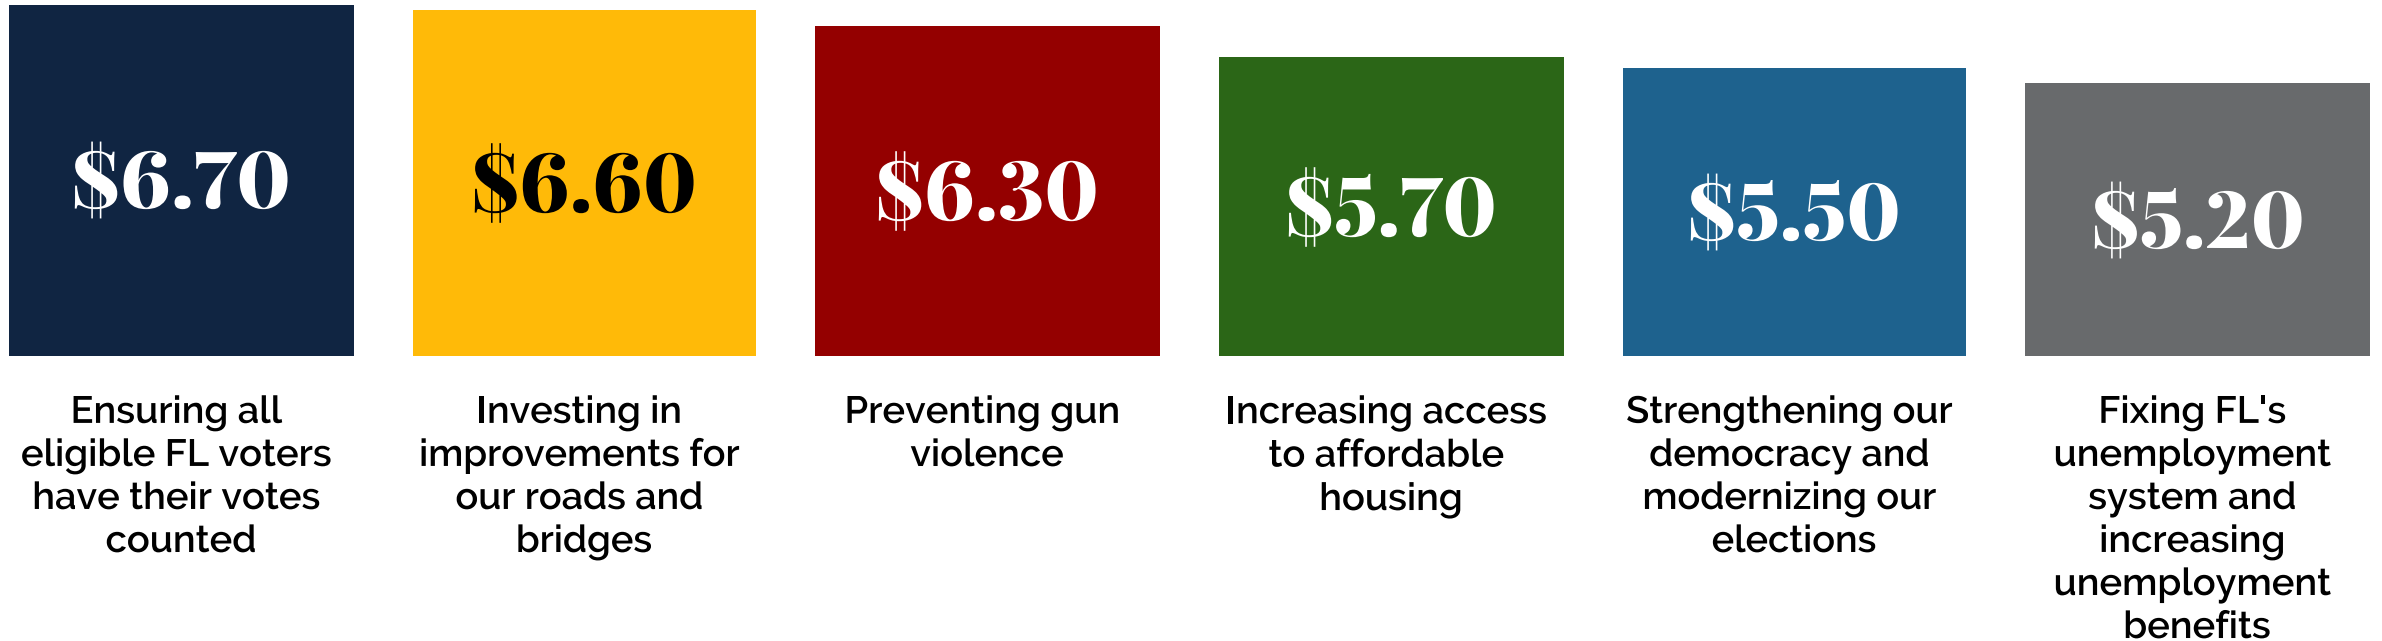 $6.70
Ensuring all
eligible FL voters
have their votes
counted
$6.60
Investing in
improvements for
our roads and
bridges
$6.30
Preventing gun
violence
$5.70
Increasing access
to affordable
housing
$5.50
Strengthening our
democracy and
modernizing our
elections
$5.20
Fixing FL's
unemployment
system and
increasing
unemployment
benefits